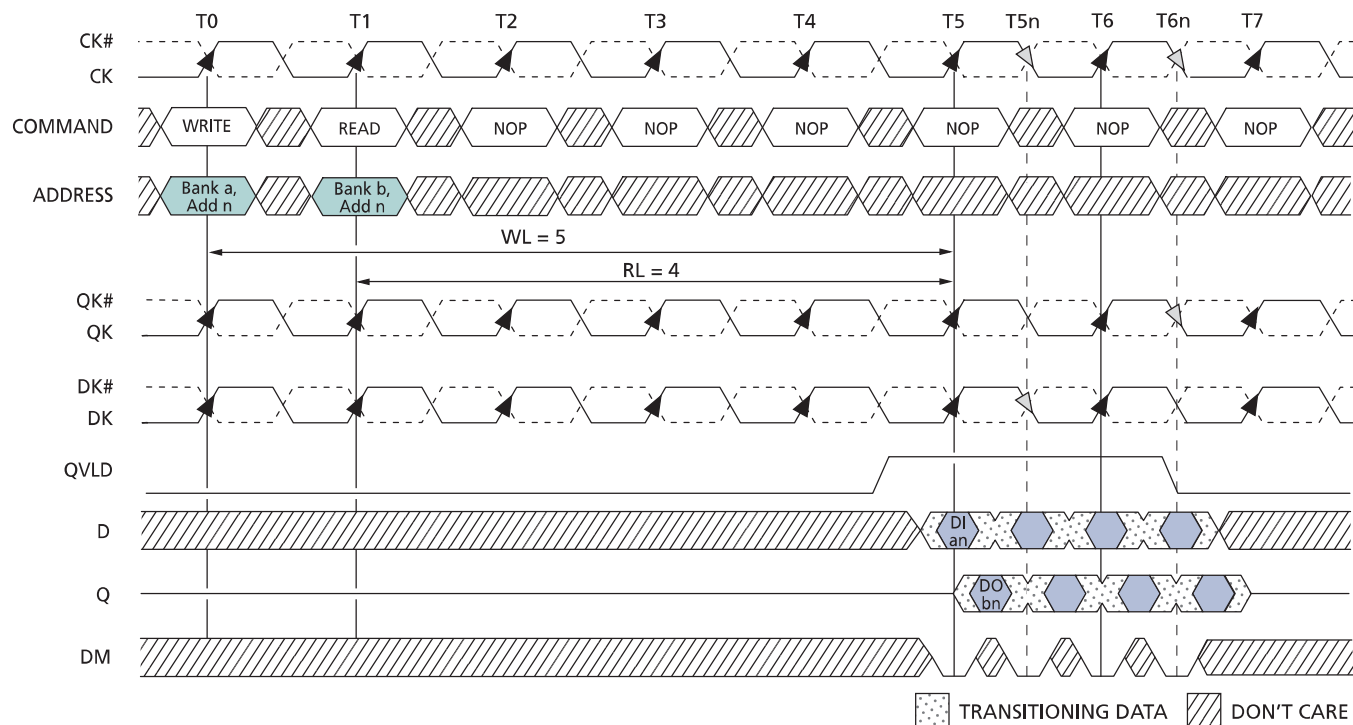 T0 T1 T2 T3 T4 T5 T5n T6 T6n T7
CK#
CK
COMMAND WRITE READ NOP NOP NOP NOP NOP NOP
ADDRESS Bank a, Add n Bank b, Add n
WL = 5
RL = 4
QK#
QK
DK#
DK
QVLD
D DI an
Q DO bn
DM
TRANSITIONING DATA DON'T CARE